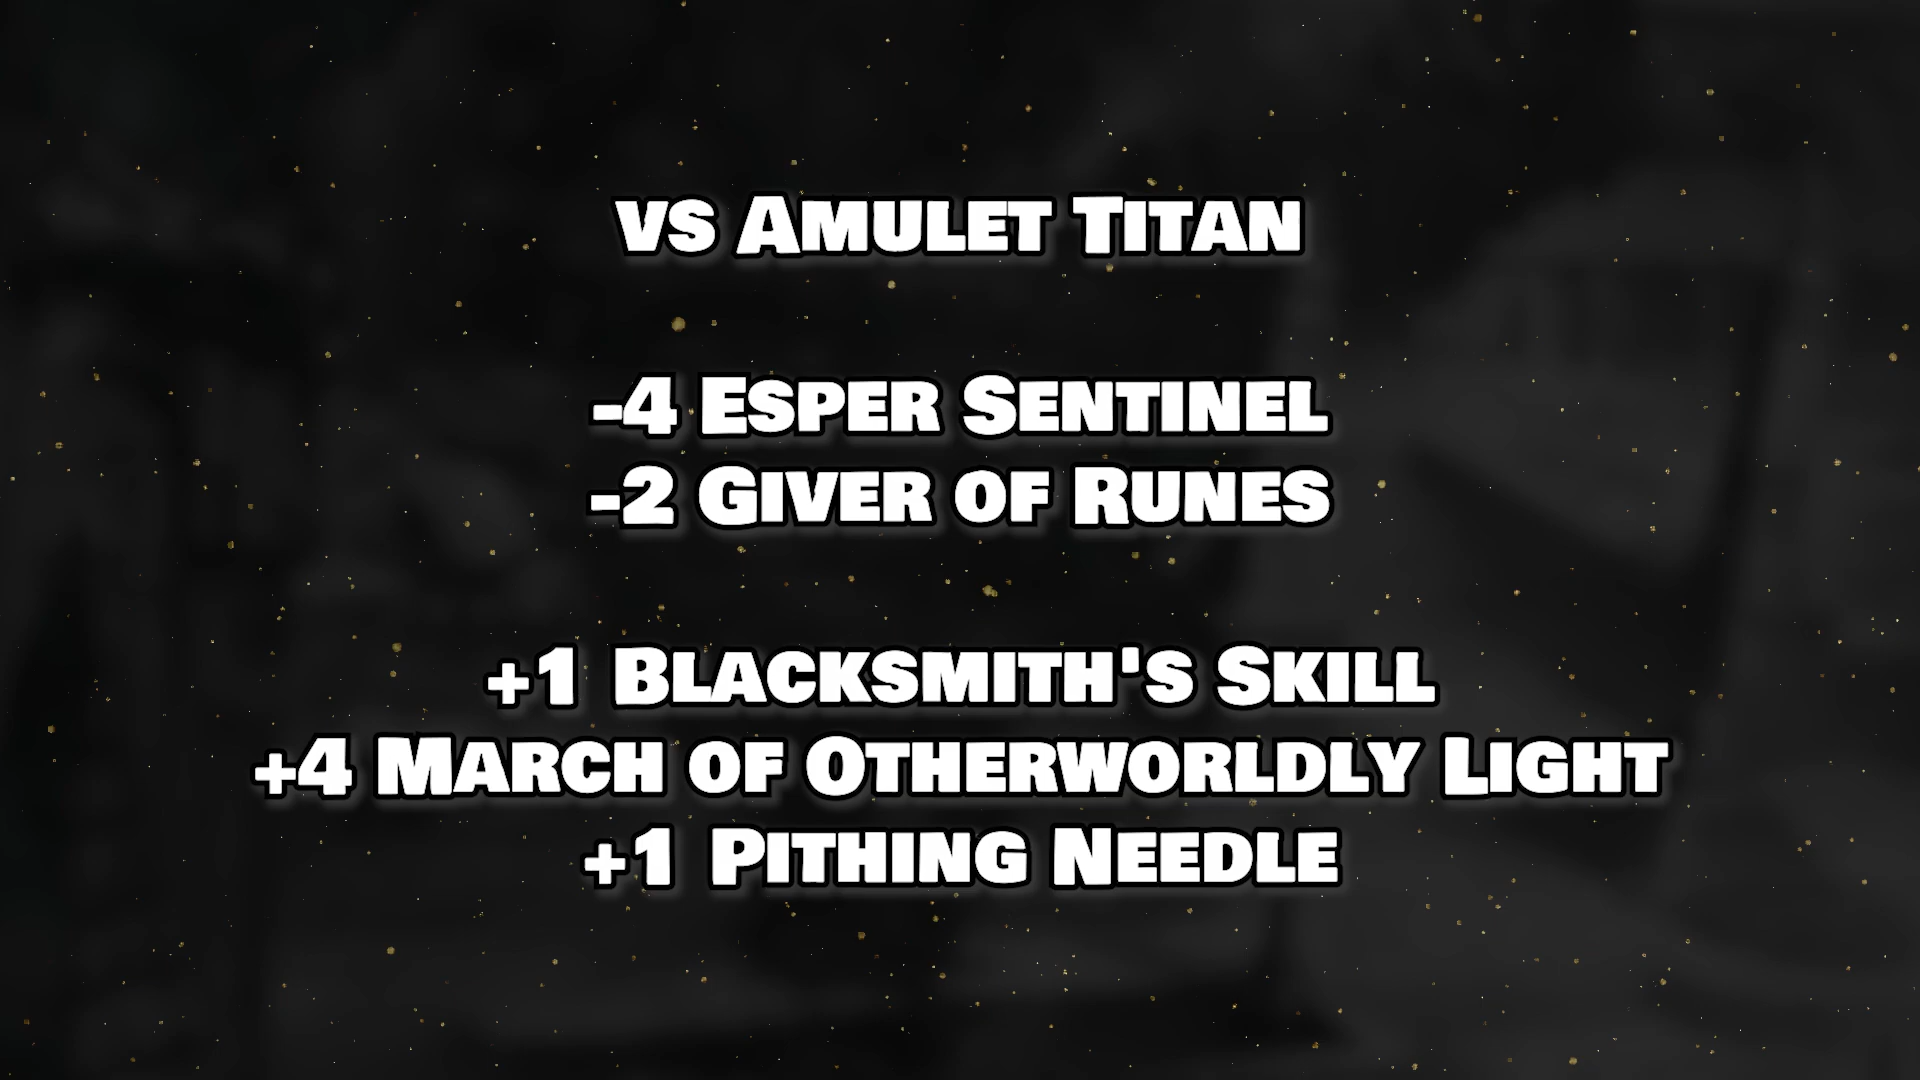 vs Amulet Titan
-4 Esper Sentinel
-2 Giver of Runes
+1 Blacksmith's Skill
+4 March of Otherworldly Light
+1 Pithing Needle